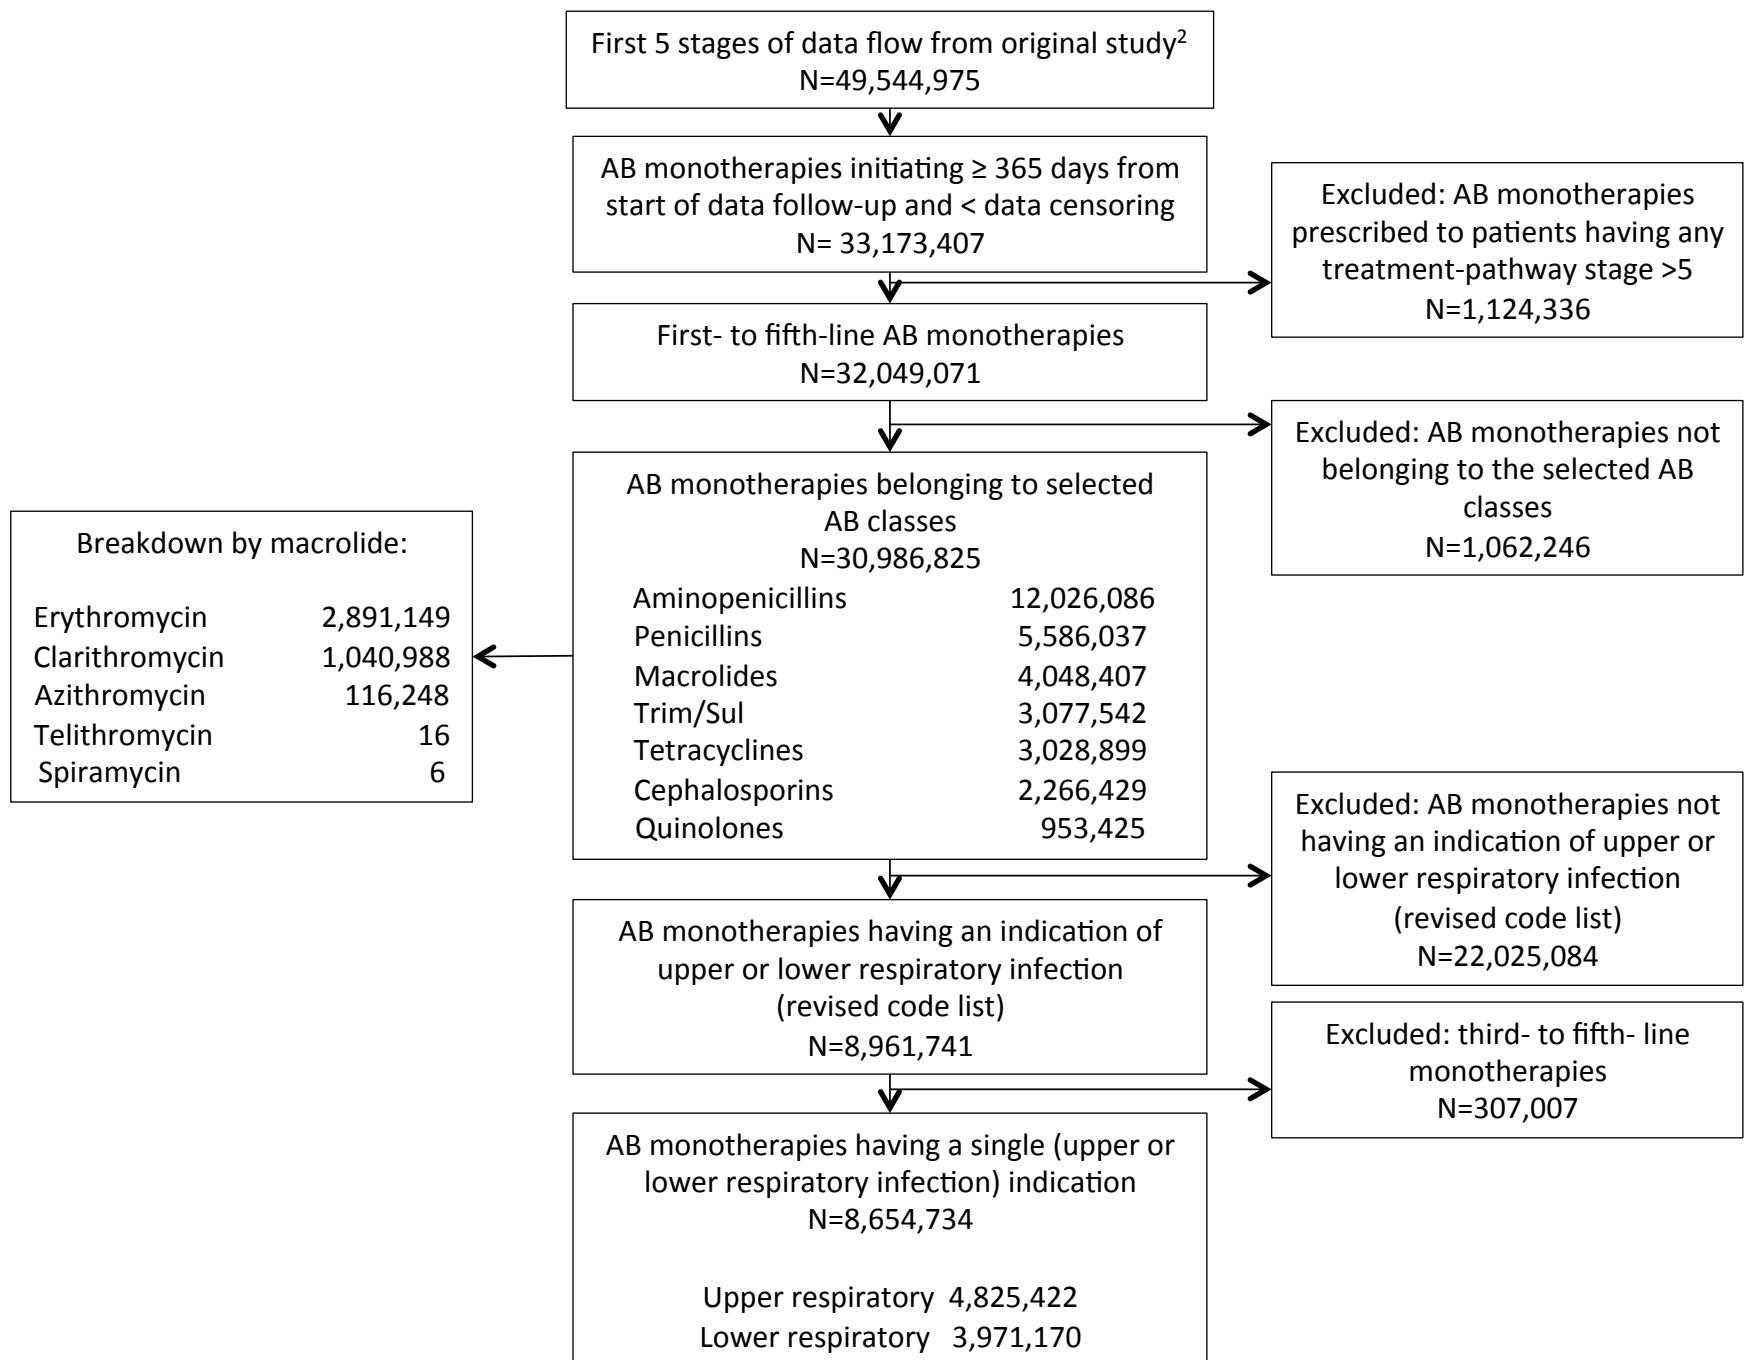 First 5 stages of data flow from original study²
N=49,544,975
AB monotherapies initiating ≥ 365 days from
start of data follow-up and < data censoring
N= 33,173,407
Excluded: AB monotherapies
prescribed to patients having any
treatment-pathway stage >5
N=1,124,336
First- to fifth-line AB monotherapies
N=32,049,071
Excluded: AB monotherapies not
belonging to the selected AB
classes
N=1,062,246
AB monotherapies belonging to selected
AB classes
N=30,986,825
Aminopenicillins 12,026,086
Penicillins 5,586,037
Macrolides 4,048,407
Trim/Sul 3,077,542
Tetracyclines 3,028,899
Cephalosporins 2,266,429
Quinolones 953,425
Breakdown by macrolide:
Erythromycin 2,891,149
Clarithromycin 1,040,988
Azithromycin 116,248
Telithromycin 16
Spiramycin 6
Excluded: AB monotherapies not
having an indication of upper or
lower respiratory infection
(revised code list)
N=22,025,084
AB monotherapies having an indication of
upper or lower respiratory infection
(revised code list)
N=8,961,741
Excluded: third- to fifth- line
monotherapies
N=307,007
AB monotherapies having a single (upper or
lower respiratory infection) indication
N=8,654,734
Upper respiratory 4,825,422
Lower respiratory 3,971,170